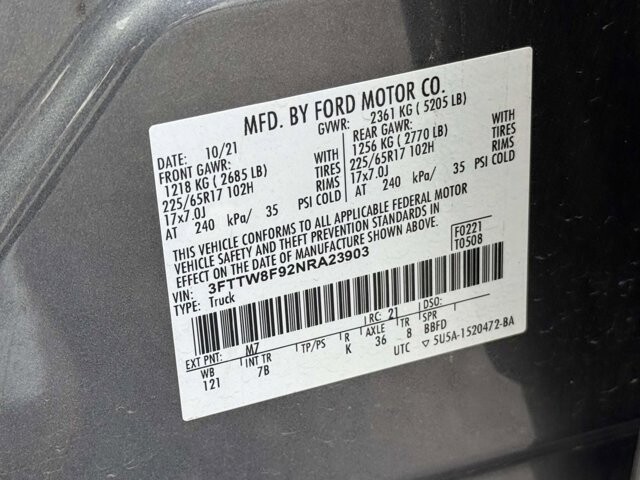 MFD. BY FORD MOTOR CO.
DATE: 10/21 GVWR: 2361 KG ( 5205 LB)
FRONT GAWR: WITH REAR GAWR: WITH
1218 KG ( 2685 LB) TIRES 1256 KG ( 2770 LB) TIRES
225/65R17 102H RIMS 225/65R17 102H RIMS
17x7.0J PSI COLD 17x7.0J PSI COLD
AT 240 kPa/ 35 AT 240 kPa/ 35
THIS VEHICLE CONFORMS TO ALL APPLICABLE FEDERAL MOTOR
VEHICLE SAFETY AND THEFT PREVENTION STANDARDS IN
EFFECT ON THE DATE OF MANUFACTURE SHOWN ABOVE.
VIN: 3FTTW8F92NRA23903 F0221
TYPE: Truck T0508
EXT PNT: M7 RC: 21 DSO:
WB INT TR TP/PS R AXLE TR SPR
121 7B K 36 8 BBFD
UTC ▽ 5U5A-1520472-BA